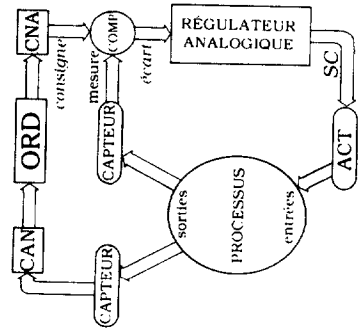 CNA
consigne
COMP
mesure
écart
RÉGULATEUR
ANALOGIQUE
SC
ACT
ORD
CAPTEUR
CAN
CAPTEUR
sorties
PROCESSUS
entrées